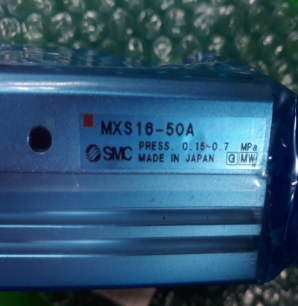 MXS16-50A
SMC PRESS. 0.15~0.7 MPa
MADE IN JAPAN G MW